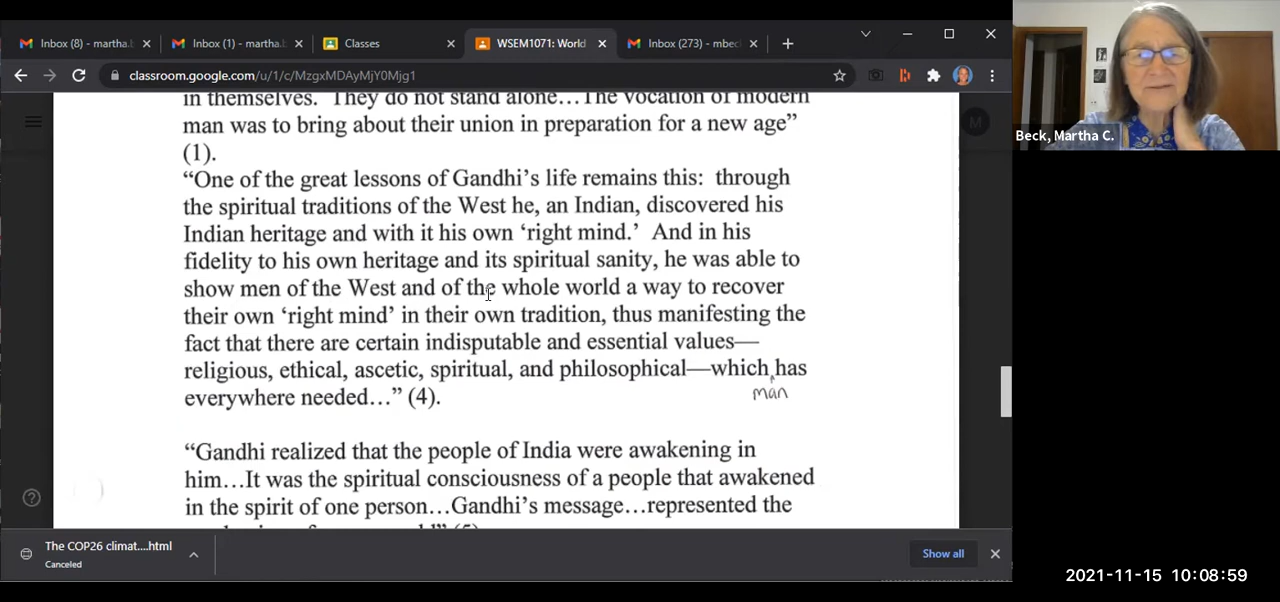 Inbox (8) - martha.b
Inbox (1) - martha.
Classes
WSEM1071: World
Inbox (273) - mbec
classroom.google.com/u/1/c/MzgxMDAyMjY0Mjg1
Beck, Martha C.
in themselves. They do not stand alone…The vocation of modern
man was to bring about their union in preparation for a new age”
(1).
“One of the great lessons of Gandhi’s life remains this: through
the spiritual traditions of the West he, an Indian, discovered his
Indian heritage and with it his own ‘right mind.’ And in his
fidelity to his own heritage and its spiritual sanity, he was able to
show men of the West and of the whole world a way to recover
their own ‘right mind’ in their own tradition, thus manifesting the
fact that there are certain indisputable and essential values—
religious, ethical, ascetic, spiritual, and philosophical—which has
man
everywhere needed…” (4).
“Gandhi realized that the people of India were awakening in
him…It was the spiritual consciousness of a people that awakened
in the spirit of one person…Gandhi’s message…represented the
M
The COP26 climat....html
Canceled
Show all
2021-11-15 10:08:59